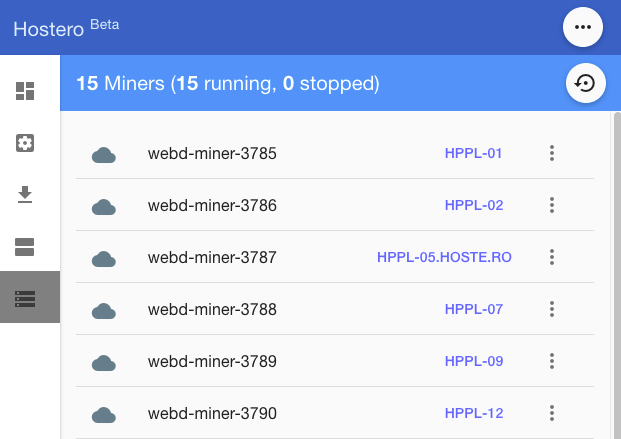 Hostero Beta
15 Miners (15 running, 0 stopped)
webd-miner-3785 HPPL-01
webd-miner-3786 HPPL-02
webd-miner-3787 HPPL-05.HOSTE.RO
webd-miner-3788 HPPL-07
webd-miner-3789 HPPL-09
webd-miner-3790 HPPL-12